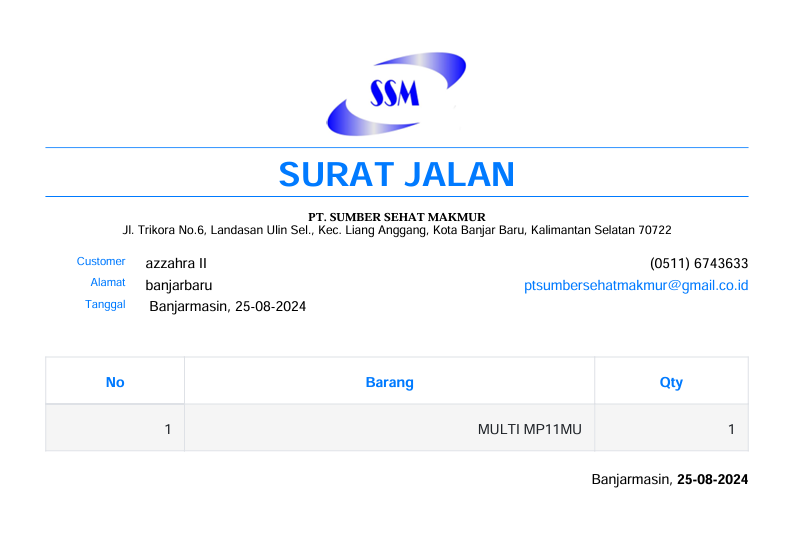 SSM
SURAT JALAN
PT. SUMBER SEHAT MAKMUR
Jl. Trikora No.6, Landasan Ulin Sel., Kec. Liang Anggang, Kota Banjar Baru, Kalimantan Selatan 70722
Customer azzahra II (0511) 6743633
Alamat banjarbaru ptsumbersehatmakmur@gmail.co.id
Tanggal Banjarmasin, 25-08-2024
No Barang Qty
1 MULTI MP11MU 1
Banjarmasin, 25-08-2024